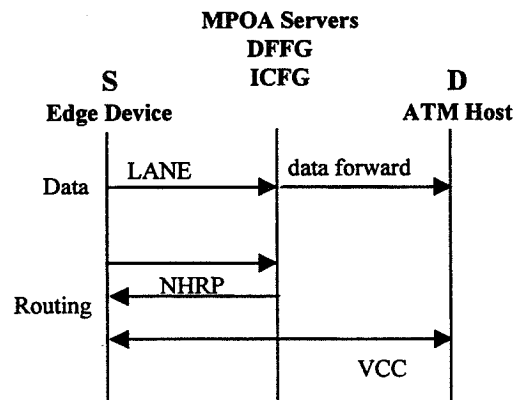 MPOA Servers
DFFG
ICFG
S
Edge Device
D
ATM Host
LANE
data forward
Data
NHRP
Routing
VCC